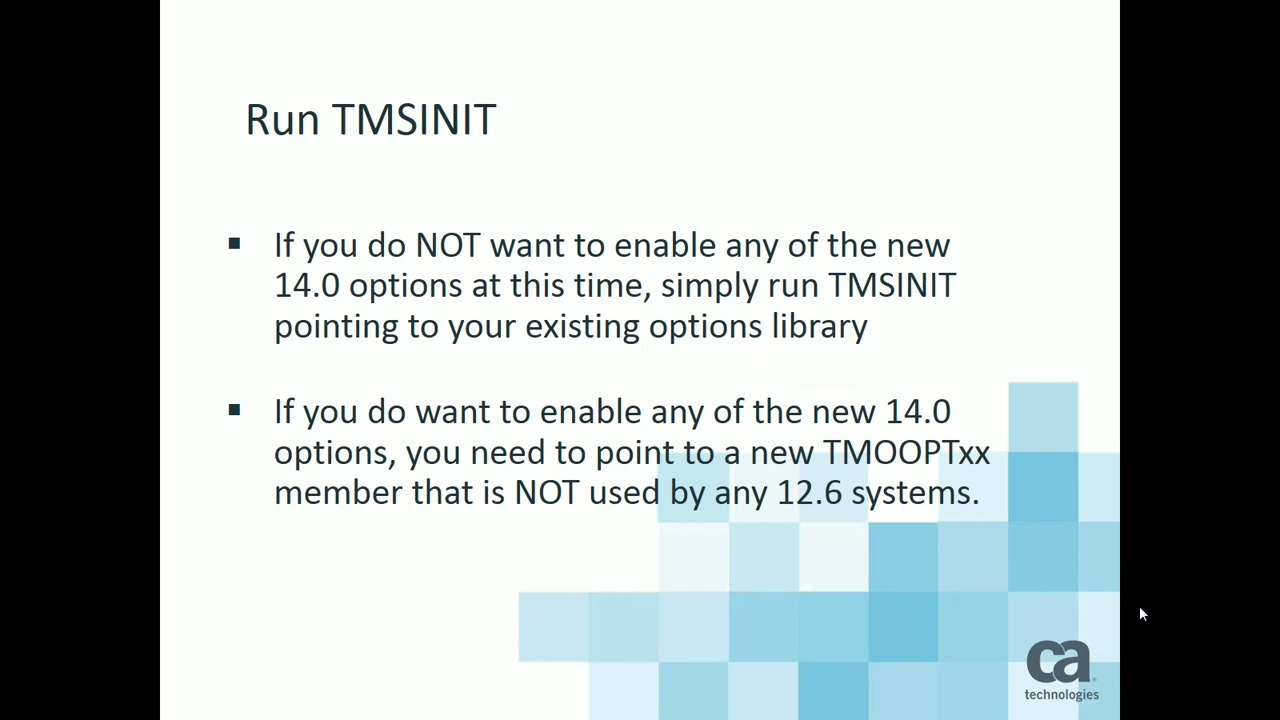 Run TMSINIT
▪ If you do NOT want to enable any of the new
14.0 options at this time, simply run TMSINIT
pointing to your existing options library
▪ If you do want to enable any of the new 14.0
options, you need to point to a new TMOOPTxx
member that is NOT used by any 12.6 systems.
ca
technologies